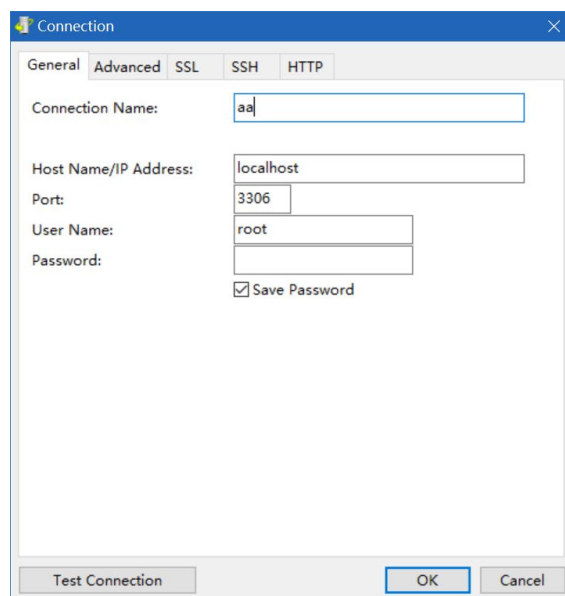 Connection
General Advanced SSL SSH HTTP
Connection Name: aa
Host Name/IP Address: localhost
Port: 3306
User Name: root
Password:
Save Password
Test Connection OK Cancel